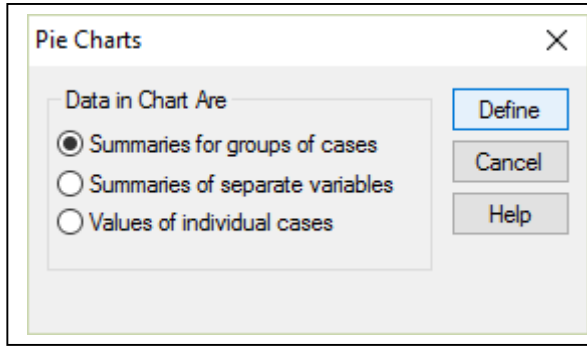 Pie Charts
Data in Chart Are
Summaries for groups of cases
Summaries of separate variables
Values of individual cases
Define
Cancel
Help